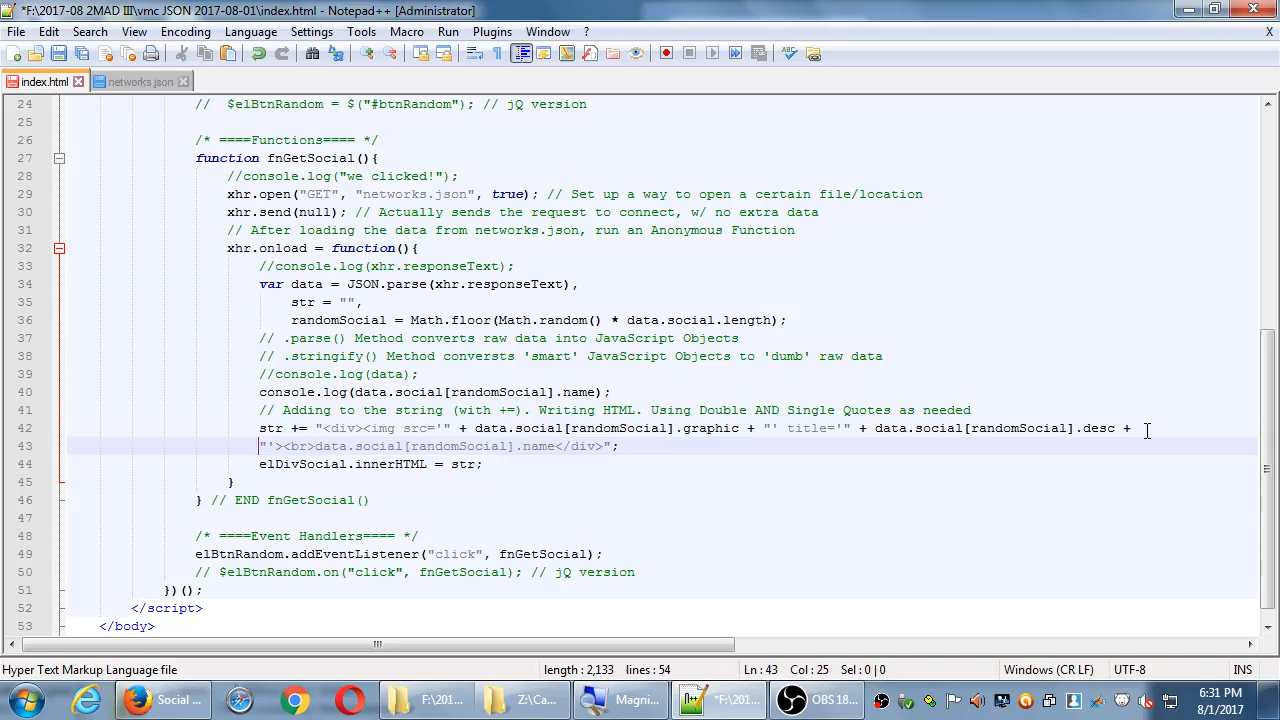 *F:\2017-08 2MAD III\vmc JSON 2017-08-01\index.html - Notepad++ [Administrator]
File Edit Search View Encoding Language Settings Tools Macro Run Plugins Window ? X
index.html networks.json
24 // $elBtnRandom = $("#btnRandom"); // jQ version
25
26 /* ====Functions==== */
27 function fnGetSocial(){
28 //console.log("we clicked!");
29 xhr.open("GET", "networks.json", true); // Set up a way to open a certain file/location
30 xhr.send(null); // Actually sends the request to connect, w/ no extra data
31 // After loading the data from networks.json, run an Anonymous Function
32 xhr.onload = function(){
33 //console.log(xhr.responseText);
34 var data = JSON.parse(xhr.responseText),
35 str = "",
36 randomSocial = Math.floor(Math.random() * data.social.length);
37 // .parse() Method converts raw data into JavaScript Objects
38 // .stringify() Method conversts 'smart' JavaScript Objects to 'dumb' raw data
39 //console.log(data);
40 console.log(data.social[randomSocial].name);
41 // Adding to the string (with +=). Writing HTML. Using Double AND Single Quotes as needed
42 str += "<div><img src='" + data.social[randomSocial].graphic + "' title='" + data.social[randomSocial].desc +
43 "'><br>data.social[randomSocial].name</div>";
44 elDivSocial.innerHTML = str;
45 }
46 } // END fnGetSocial()
47
48 /* ====Event Handlers==== */
49 elBtnRandom.addEventListener("click", fnGetSocial);
50 // $elBtnRandom.on("click", fnGetSocial); // jQ version
51 })();
52 </script>
53 </body>
Hyper Text Markup Language file length : 2,133 lines : 54 Ln : 43 Col : 25 Sel : 0 | 0 Windows (CR LF) UTF-8 INS
Social ... F:\201... Z:\Ca... Magni... *F:\201... OBS 18.... 6:31 PM
8/1/2017